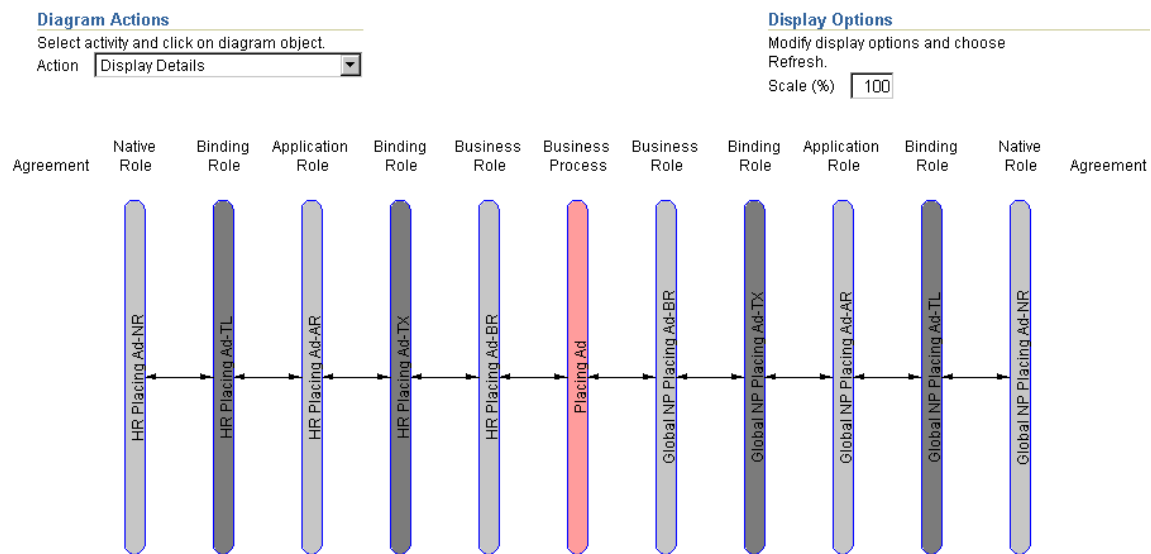 Diagram Actions
Select activity and click on diagram object.
Action Display Details
Display Options
Modify display options and choose
Refresh.
Scale (%) 100
Agreement
Native
Role
Binding
Role
Application
Role
Binding
Role
Business
Role
Business
Process
Business
Role
Binding
Role
Application
Role
Binding
Role
Native
Role
Agreement
HR Placing Ad-NR
HR Placing Ad-TL
HR Placing Ad-AR
HR Placing Ad-TX
HR Placing Ad-BR
Placing Ad
Global NP Placing Ad-BR
Global NP Placing Ad-TX
Global NP Placing Ad-AR
Global NP Placing Ad-TL
Global NP Placing Ad-NR